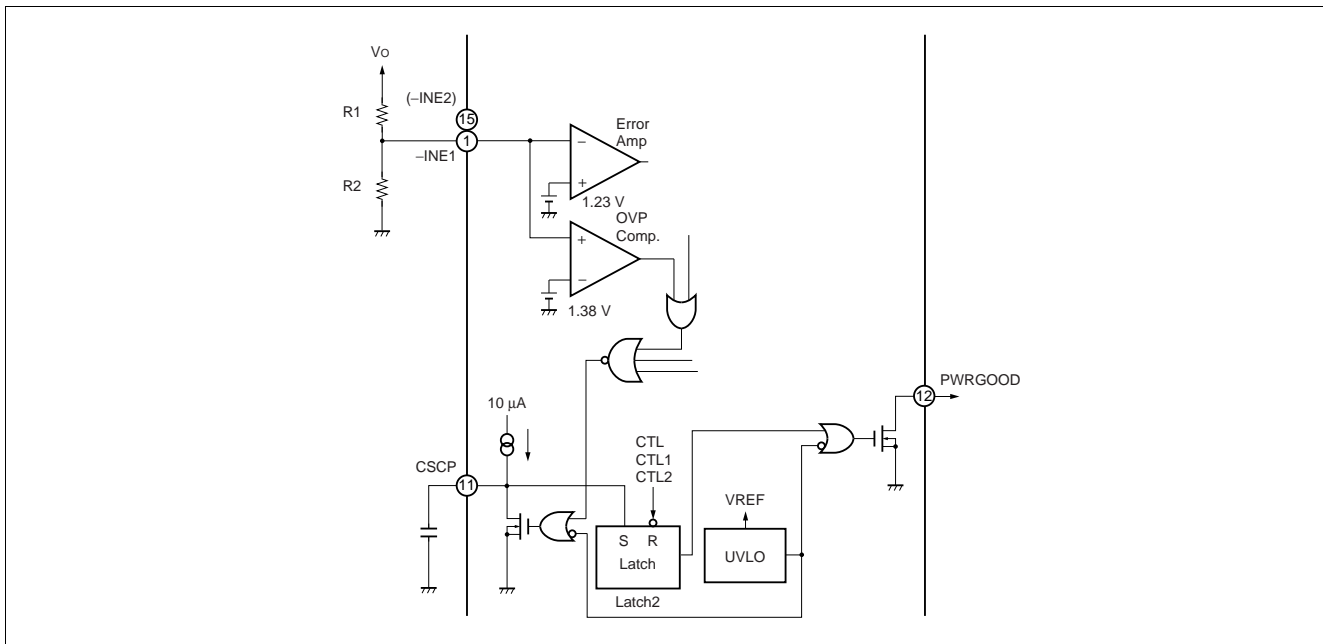 Vo
R1
(–INE2)
15
1
–INE1
R2
Error
Amp
−
+
1.23 V
OVP
Comp.
+
−
1.38 V
PWRGOOD
12
10 μA
CSCP
11
CTL
CTL1
CTL2
VREF
S R
Latch
UVLO
Latch2